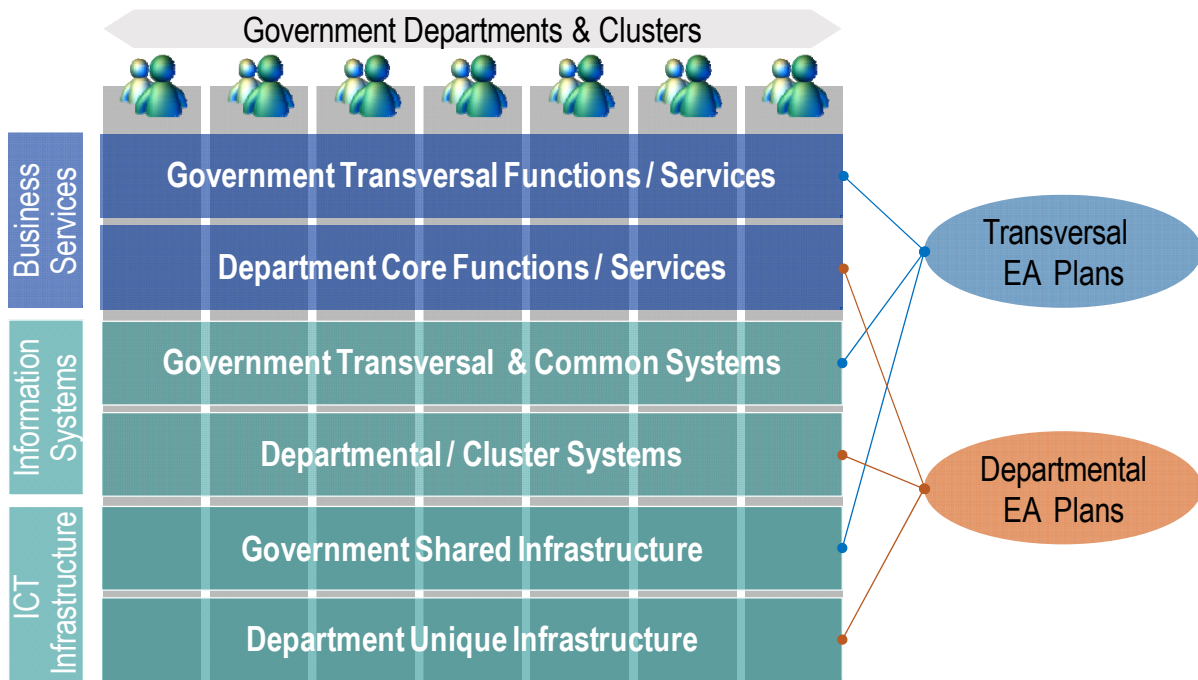 Government Departments & Clusters
Business
Services
Government Transversal Functions / Services
Department Core Functions / Services
Information
Systems
Government Transversal & Common Systems
Departmental / Cluster Systems
ICT
Infrastructure
Government Shared Infrastructure
Department Unique Infrastructure
Transversal
EA Plans
Departmental
EA Plans